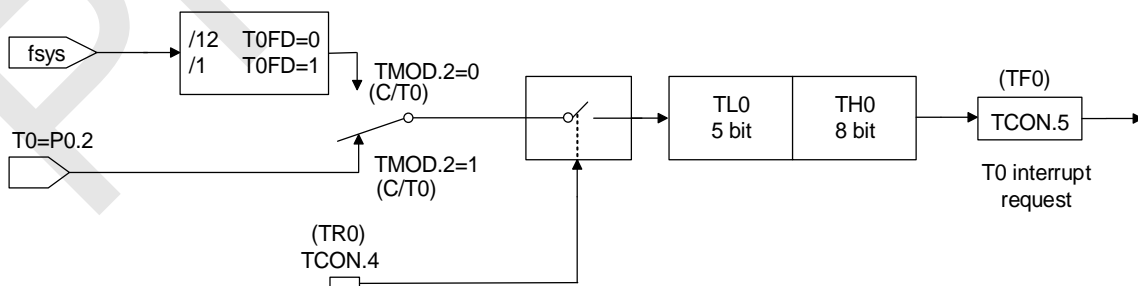 fsys
/12 T0FD=0
/1 T0FD=1
TMOD.2=0
(C/T0)
T0=P0.2
TMOD.2=1
(C/T0)
(TR0)
TCON.4
TL0
5 bit
TH0
8 bit
(TF0)
TCON.5
T0 interrupt
request